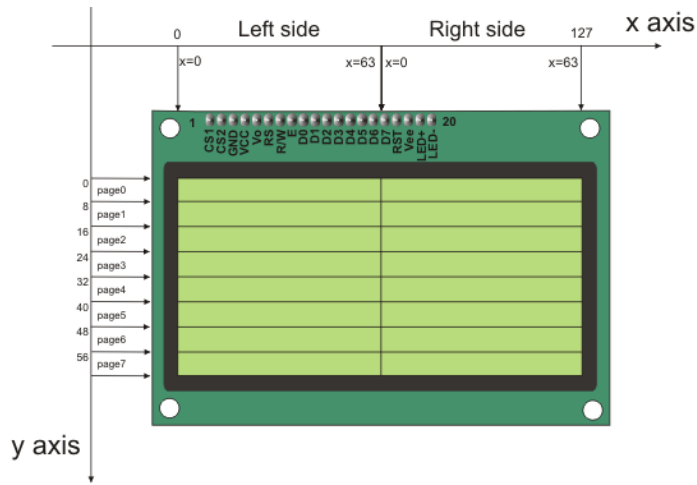 0 Left side Right side 127 x axis
x=0 x=63 x=0 x=63
1 CS1 CS2 GND VCC Vo RS R/W E D0 D1 D2 D3 D4 D5 D6 D7 RST Vee LED+ LED- 20
0
page0
8
page1
16
page2
24
page3
32
page4
40
page5
48
page6
56
page7
y axis